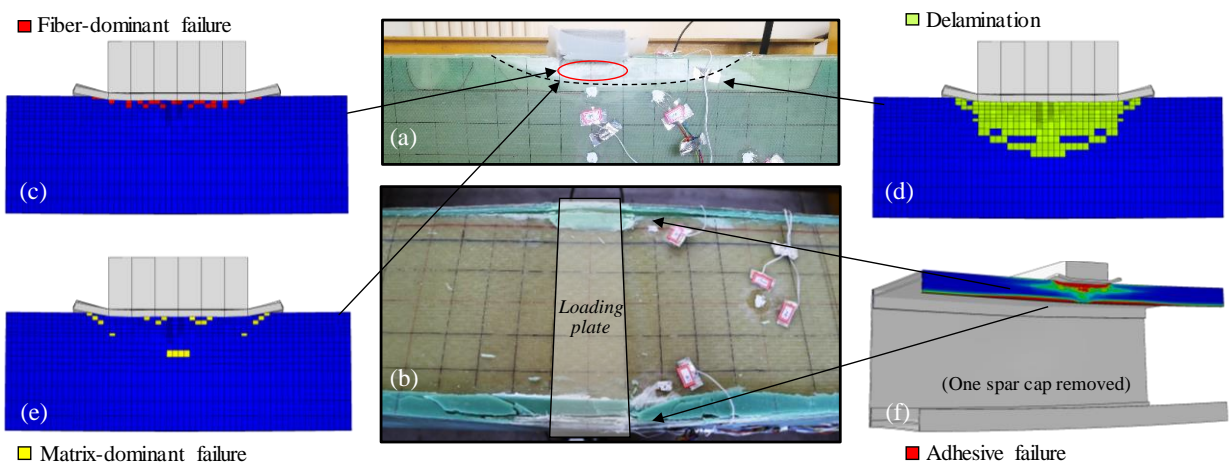 Fiber-dominant failure
Delamination
(a)
(c)
(d)
Loading
plate
(b)
(One spar cap removed)
(e)
(f)
Matrix-dominant failure
Adhesive failure